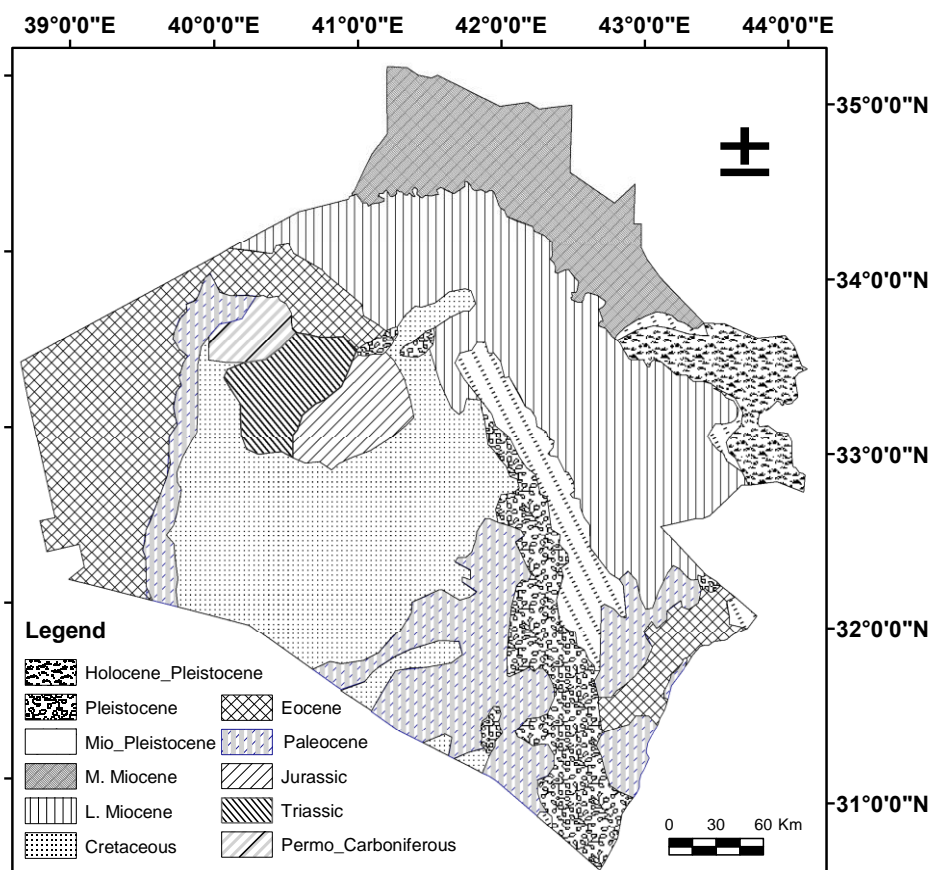 39°0'0"E 40°0'0"E 41°0'0"E 42°0'0"E 43°0'0"E 44°0'0"E
35°0'0"N
34°0'0"N
33°0'0"N
32°0'0"N
31°0'0"N
Legend
Holocene_Pleistocene
Pleistocene
Mio_Pleistocene
M. Miocene
L. Miocene
Cretaceous
Eocene
Paleocene
Jurassic
Triassic
Permo_Carboniferous
0 30 60 Km